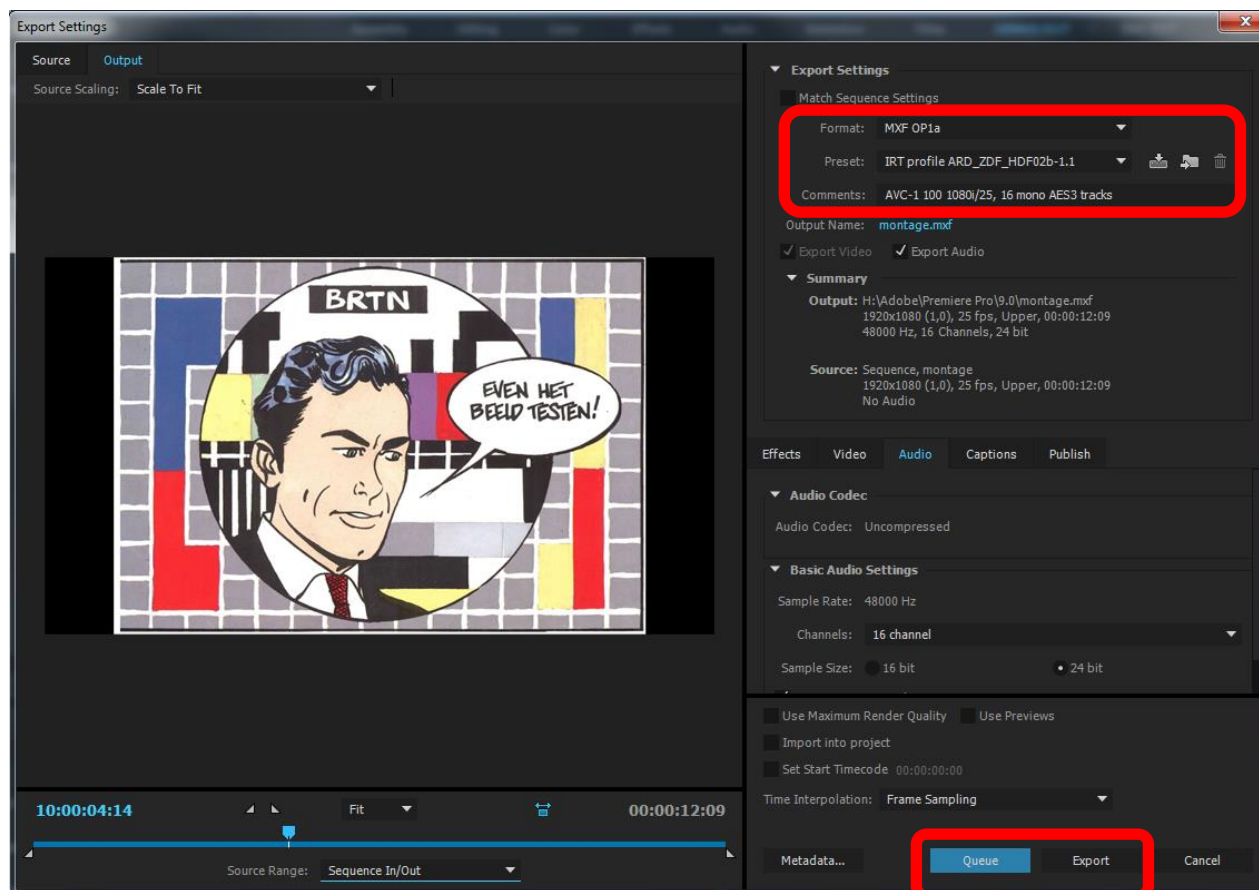 Export Settings
Source Output
Source Scaling: Scale To Fit
BRTN
EVEN HET
BEELD TESTEN!
10:00:04:14 Fit 00:00:12:09
Source Range: Sequence In/Out
Export Settings
Match Sequence Settings
Format: MXF OP1a
Preset: IRT profile ARD_ZDF_HDF02b-1.1
Comments: AVC-1 100 1080i/25, 16 mono AES3 tracks
Output Name: montage.mxf
Export Video Export Audio
Summary
Output: H:\Adobe\Premiere Pro\9.0\montage.mxf
1920x1080 (1,0), 25 fps, Upper, 00:00:12:09
48000 Hz, 16 Channels, 24 bit
Source: Sequence, montage
1920x1080 (1,0), 25 fps, Upper, 00:00:12:09
No Audio
Effects Video Audio Captions Publish
Audio Codec
Audio Codec: Uncompressed
Basic Audio Settings
Sample Rate: 48000 Hz
Channels: 16 channel
Sample Size: 16 bit 24 bit
Use Maximum Render Quality Use Previews
Import into project
Set Start Timecode 00:00:00:00
Time Interpolation: Frame Sampling
Metadata... Queue Export Cancel